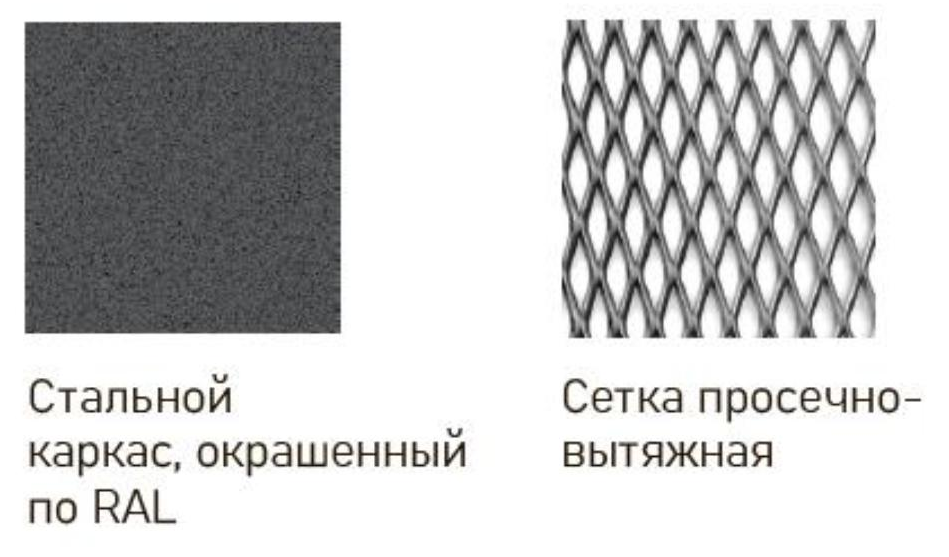 Стальной
каркас, окрашенный
по RAL
Сетка просечно-
вытяжная